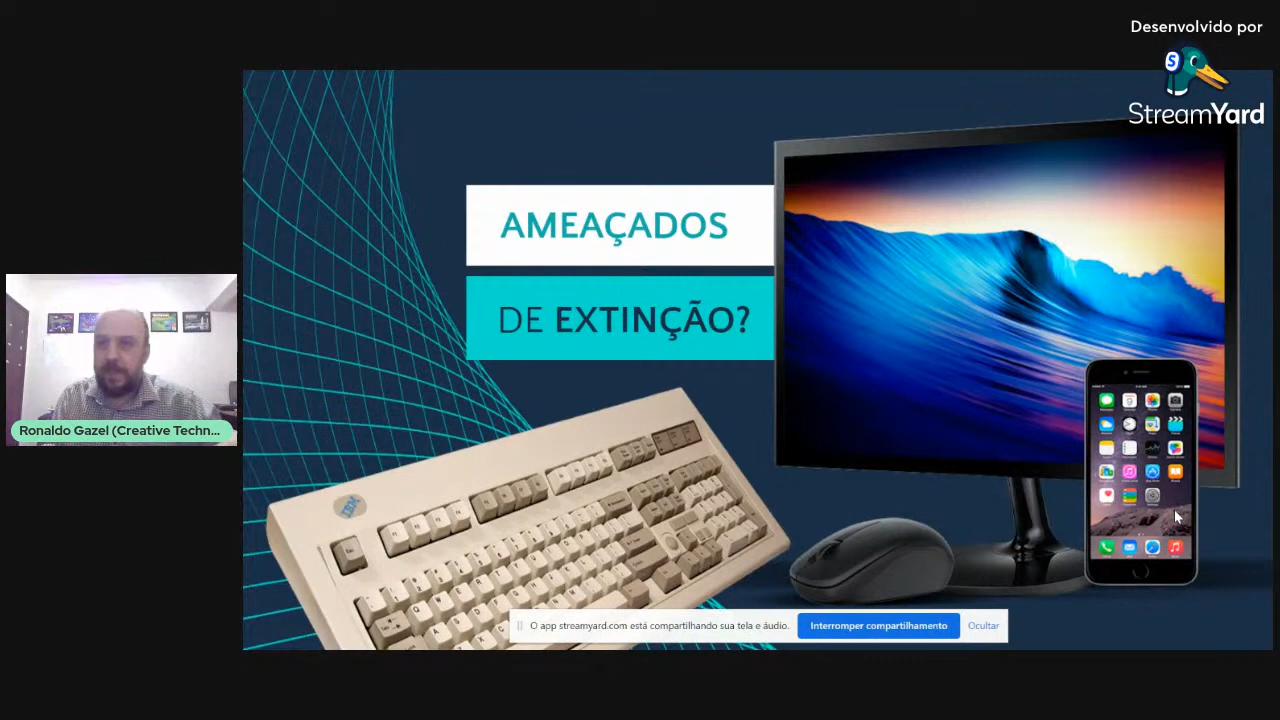 Desenvolvido por
StreamYard
AMEAÇADOS
DE EXTINÇÃO?
IBM
Ronaldo Gazel (Creative Techn...
O app streamyard.com está compartilhando sua tela e áudio.
Interromper compartilhamento
Ocultar